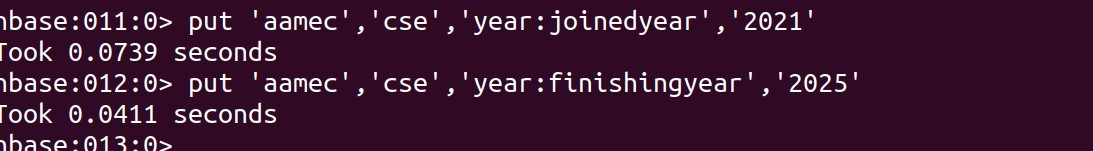 hbase:011:0> put 'aamec','cse','year:joinedyear','2021'
Took 0.0739 seconds
hbase:012:0> put 'aamec','cse','year:finishingyear','2025'
Took 0.0411 seconds
hbase:013:0>